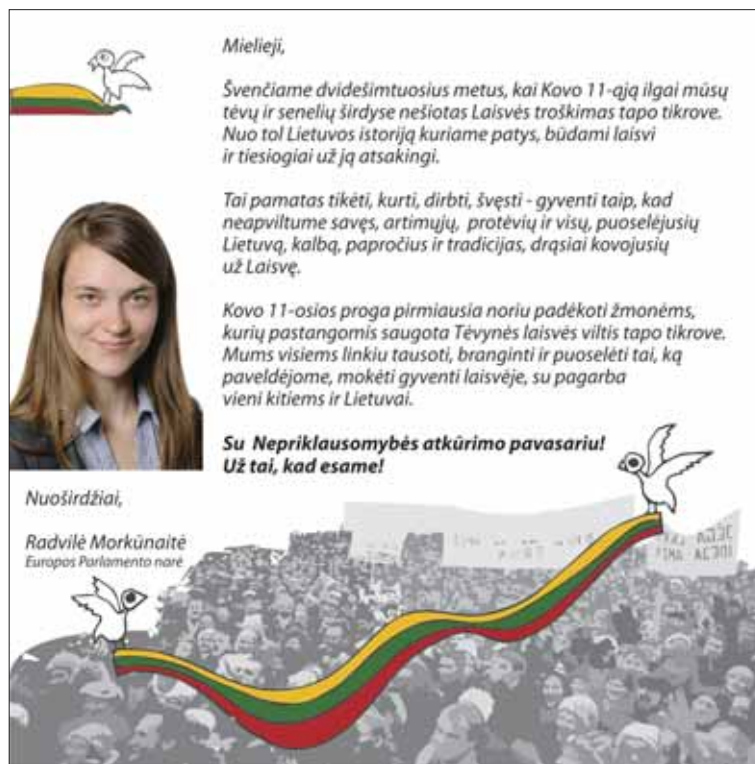 Mielieji,
Švenčiame dvidešimtuosius metus, kai Kovo 11-ąją ilgai mūsų
tėvų ir senelių širdyse nešiotas Laisvės troškimas tapo tikrove.
Nuo tol Lietuvos istoriją kuriame patys, būdami laisvi
ir tiesiogiai už ją atsakingi.
Tai pamatas tikėti, kurti, dirbti, švęsti - gyventi taip, kad
neapviltume savęs, artimųjų, protėvių ir visų, puoselėjusių
Lietuvą, kalbą, papročius ir tradicijas, drąsiai kovojusių
už Laisvę.
Kovo 11-osios proga pirmiausia noriu padėkoti žmonėms,
kurių pastangomis saugota Tėvynės laisvės viltis tapo tikrove.
Mums visiems linkiu tausoti, branginti ir puoselėti tai, ką
paveldėjome, mokėti gyventi laisvėje, su pagarba
vieni kitiems ir Lietuvai.
Su Nepriklausomybės atkūrimo pavasariu!
Už tai, kad esame!
Nuoširdžiai,
Radvilė Morkūnaitė
Europos Parlamento narė